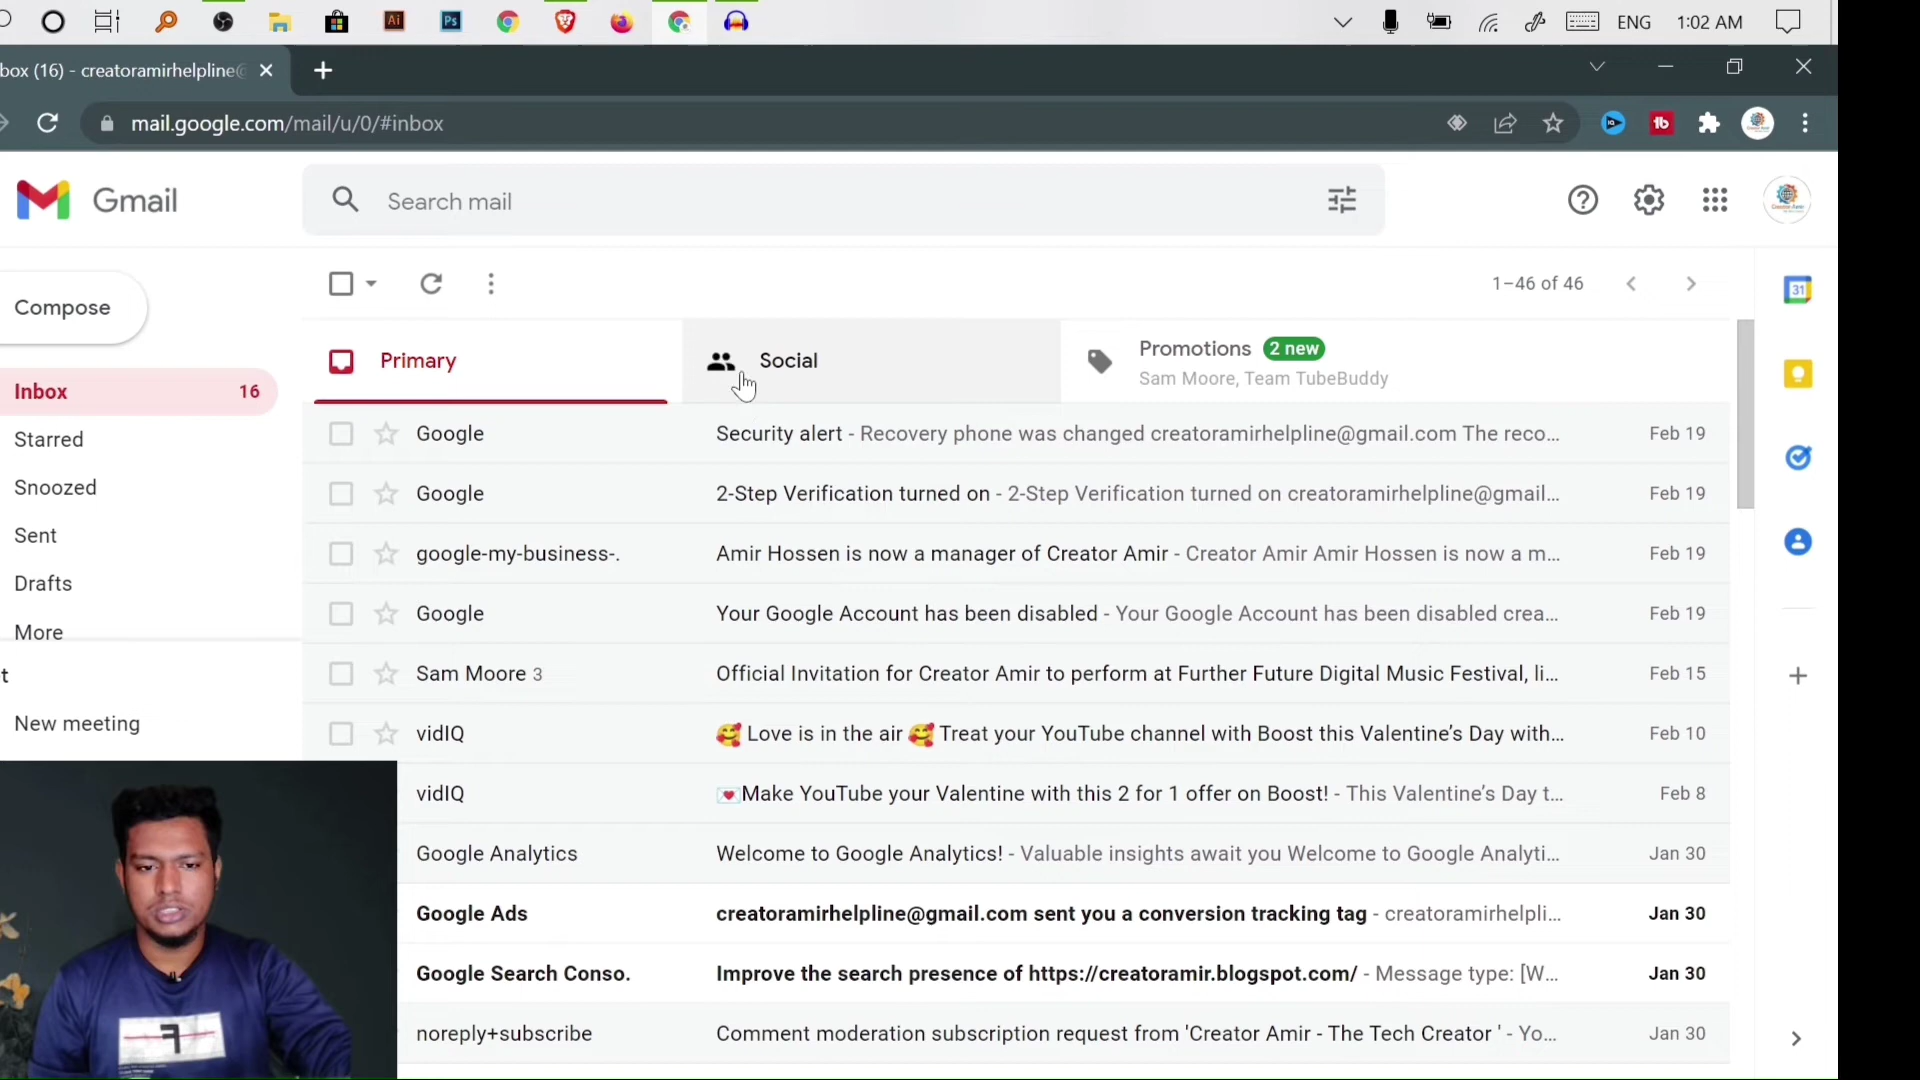 Ai
Ps
ENG
1:02 AM
box (16) - creatoramirhelpline@
mail.google.com/mail/u/0/#inbox
Gmail
Search mail
Compose
1–46 of 46
31
Primary
Social
Promotions 2 new
Sam Moore, Team TubeBuddy
Inbox 16
Starred
Snoozed
Sent
Drafts
More
t
New meeting
Google Security alert - Recovery phone was changed creatoramirhelpline@gmail.com The reco... Feb 19
Google 2-Step Verification turned on - 2-Step Verification turned on creatoramirhelpline@gmail... Feb 19
google-my-business-. Amir Hossen is now a manager of Creator Amir - Creator Amir Amir Hossen is now a m... Feb 19
Google Your Google Account has been disabled - Your Google Account has been disabled crea... Feb 19
Sam Moore 3 Official Invitation for Creator Amir to perform at Further Future Digital Music Festival, li... Feb 15
vidIQ 🥰 Love is in the air 🥰 Treat your YouTube channel with Boost this Valentine’s Day with... Feb 10
vidIQ 💌Make YouTube your Valentine with this 2 for 1 offer on Boost! - This Valentine’s Day t... Feb 8
Google Analytics Welcome to Google Analytics! - Valuable insights await you Welcome to Google Analyti... Jan 30
Google Ads creatoramirhelpline@gmail.com sent you a conversion tracking tag - creatoramirhelpli... Jan 30
Google Search Conso. Improve the search presence of https://creatoramir.blogspot.com/ - Message type: [W... Jan 30
noreply+subscribe Comment moderation subscription request from 'Creator Amir - The Tech Creator ' - Yo... Jan 30